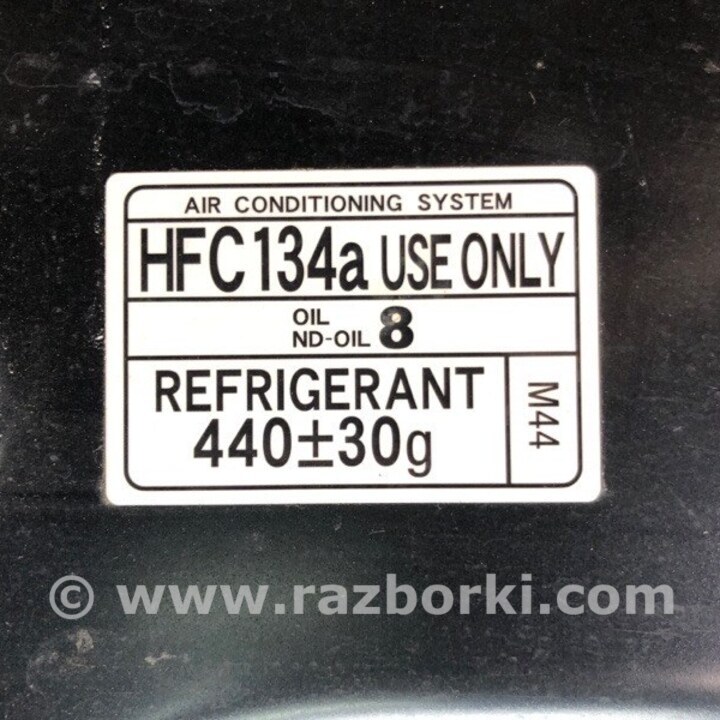 AIR CONDITIONING SYSTEM
HFC134a USE ONLY
OIL
ND-OIL 8
REFRIGERANT
440±30g
M44
© www.razborki.com